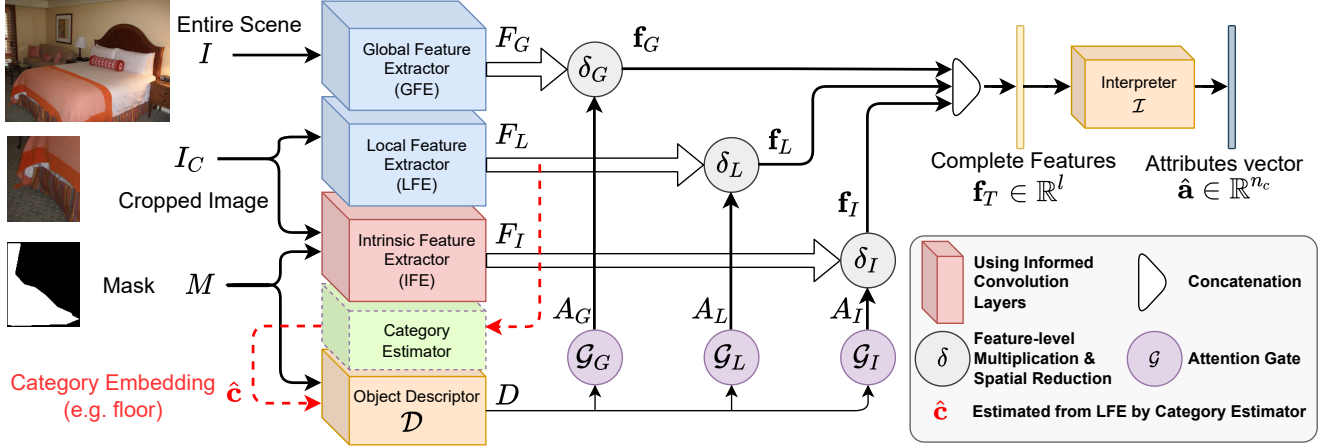 Entire Scene
I
Global Feature
Extractor
(GFE)
F_G
δ_G
f_G
I_C
Cropped Image
Local Feature
Extractor
(LFE)
F_L
δ_L
f_L
Intrinsic Feature
Extractor
(IFE)
F_I
δ_I
f_I
Mask
M
Category
Estimator
Category Embedding
(e.g. floor)
ĉ
Object Descriptor
𝒟
D
A_G
A_L
A_I
𝒢_G
𝒢_L
𝒢_I
Interpreter
ℐ
Complete Features
f_T ∈ ℝ^l
Attributes vector
â ∈ ℝ^{n_c}
Using Informed
Convolution
Layers
Concatenation
δ
Feature-level
Multiplication &
Spatial Reduction
𝒢
Attention Gate
ĉ
Estimated from LFE by Category Estimator